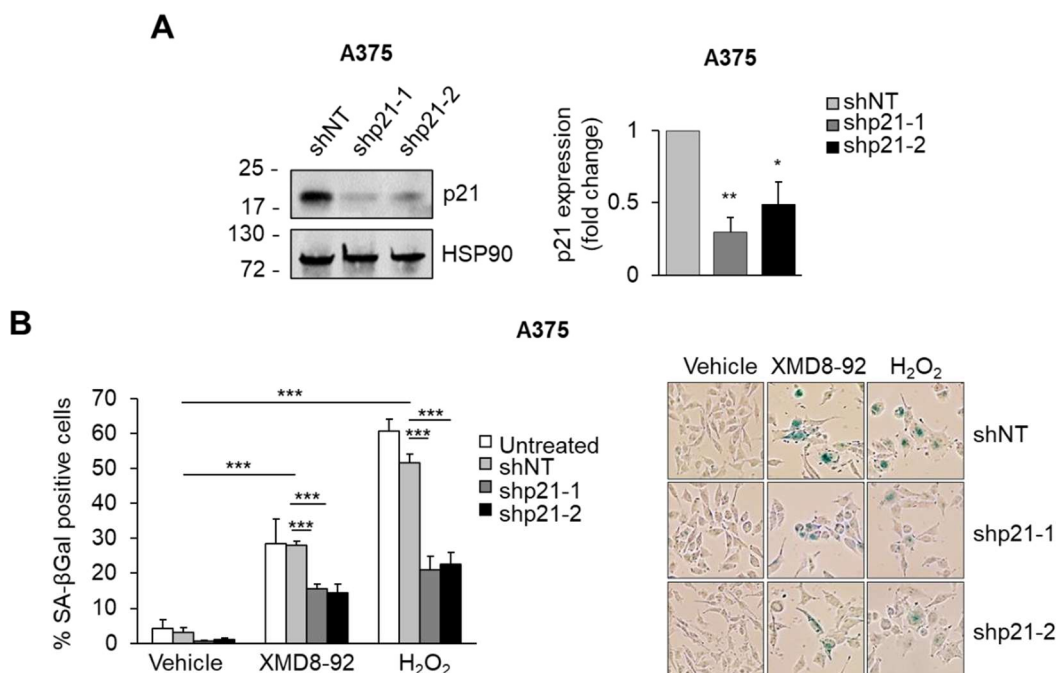 A
A375
shNT
shp21-1
shp21-2
25 -
17 -
p21
130 -
72 -
HSP90
A375
p21 expression
(fold change)
1
0.5
0
**
*
shNT
shp21-1
shp21-2
B
A375
% SA-βGal positive cells
70
60
50
40
30
20
10
0
***
***
***
***
***
***
Vehicle
XMD8-92
H₂O₂
Untreated
shNT
shp21-1
shp21-2
Vehicle XMD8-92 H₂O₂
shNT
shp21-1
shp21-2